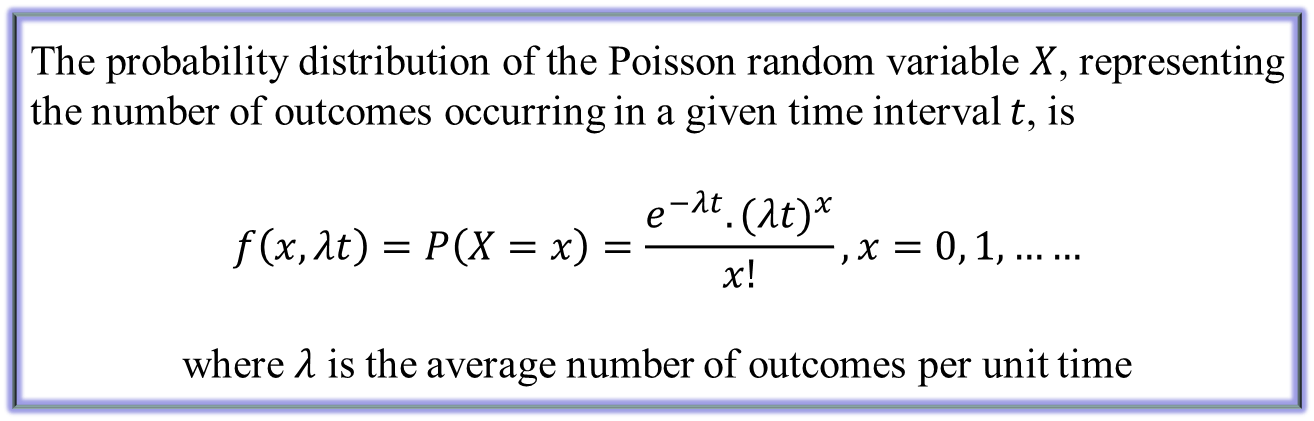 The probability distribution of the Poisson random variable X, representing
the number of outcomes occurring in a given time interval t, is
f(x, λt) = P(X = x) = e^{−λt}.(λt)^x / x! , x = 0, 1, … …
where λ is the average number of outcomes per unit time